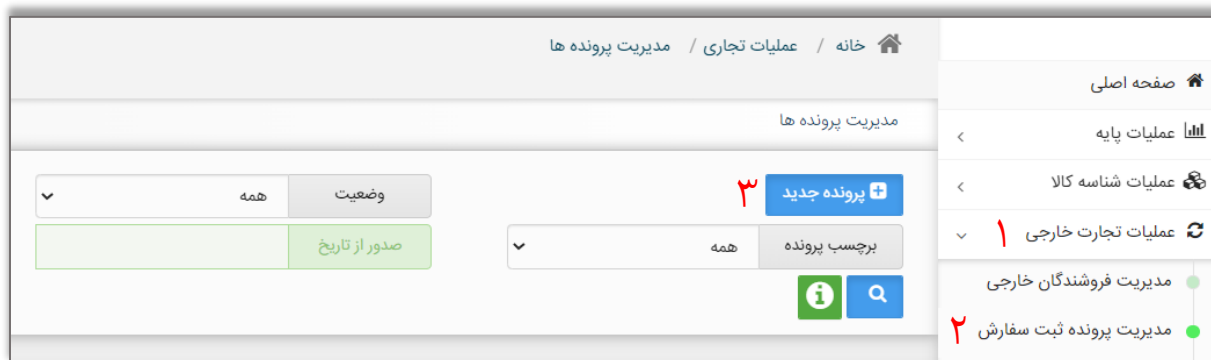 صفحه اصلی
عملیات پایه
عملیات شناسه کالا
عملیات تجارت خارجی ۱
مدیریت فروشندگان خارجی
مدیریت پرونده ثبت سفارش ۲
خانه / عملیات تجاری / مدیریت پرونده ها
مدیریت پرونده ها
پرونده جدید ۳
وضعیت همه
برچسب پرونده همه
صدور از تاریخ